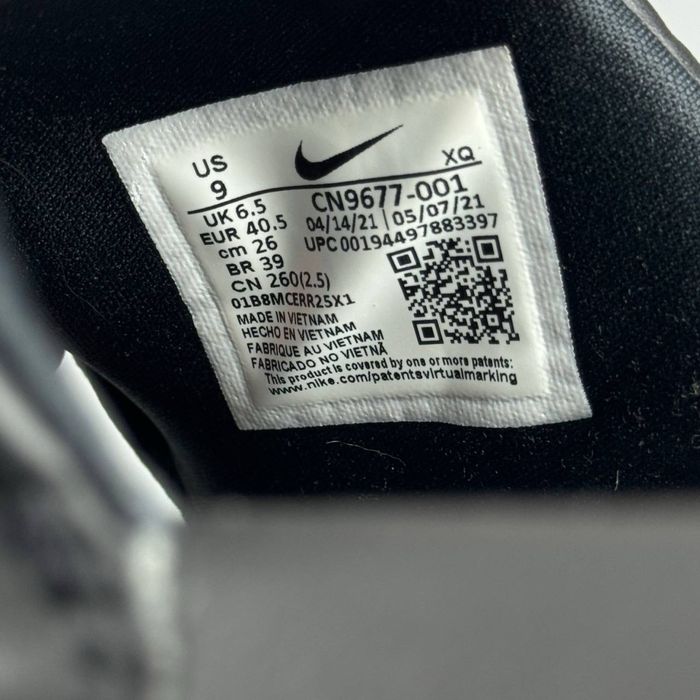 US
9
XQ
UK 6.5
EUR 40.5
cm 26
BR 39
CN 260(2.5)
CN9677-001
04/14/21 | 05/07/21
UPC 00194497883397
01B8MCERR25X1
MADE IN VIETNAM
HECHO EN VIETNAM
FABRIQUE AU VIETNAM
FABRICADO NO VIETNÃ
This product is covered by one or more patents:
www.nike.com/patentsvirtualmarking